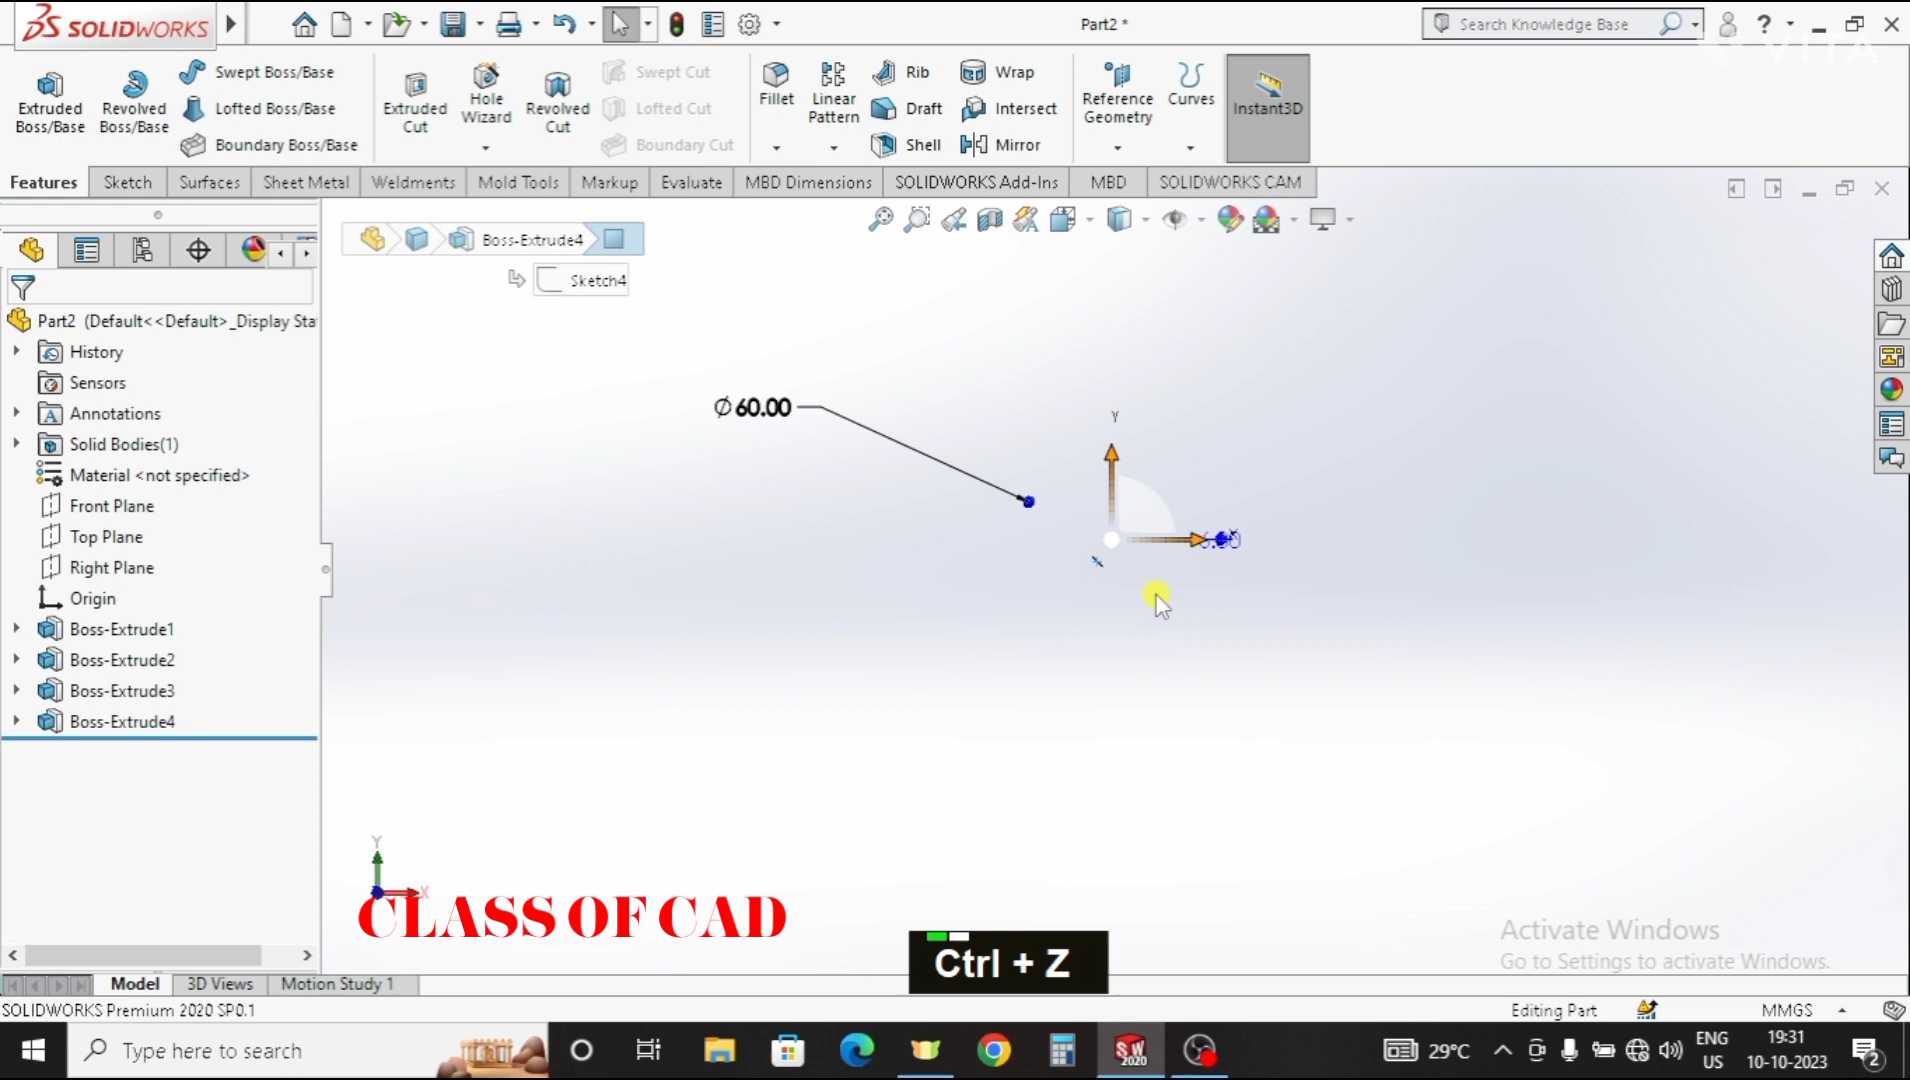 SOLIDWORKS
Part2 *
Search Knowledge Base
?
VITA
Extruded Boss/Base
Revolved Boss/Base
Swept Boss/Base
Lofted Boss/Base
Boundary Boss/Base
Extruded Cut
Hole Wizard
Revolved Cut
Swept Cut
Lofted Cut
Boundary Cut
Fillet
Linear Pattern
Rib
Draft
Shell
Wrap
Intersect
Mirror
Reference Geometry
Curves
Instant3D
Features
Sketch
Surfaces
Sheet Metal
Weldments
Mold Tools
Markup
Evaluate
MBD Dimensions
SOLIDWORKS Add-Ins
MBD
SOLIDWORKS CAM
Boss-Extrude4
Sketch4
Part2 (Default<<Default>_Display Sta
History
Sensors
Annotations
Solid Bodies(1)
Material <not specified>
Front Plane
Top Plane
Right Plane
Origin
Boss-Extrude1
Boss-Extrude2
Boss-Extrude3
Boss-Extrude4
∅60.00
Y
Y
X
CLASS OF CAD
Ctrl + Z
Activate Windows
Go to Settings to activate Windows.
Model
3D Views
Motion Study 1
SOLIDWORKS Premium 2020 SP0.1
Editing Part
MMGS
Type here to search
SW
2020
29°C
ENG
US
19:31
10-10-2023
2